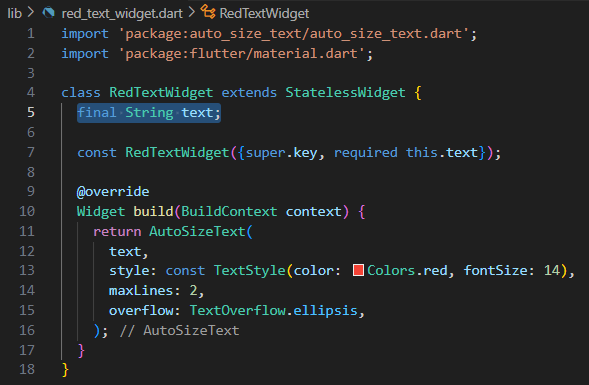 lib > red_text_widget.dart > RedTextWidget
1 import 'package:auto_size_text/auto_size_text.dart';
2 import 'package:flutter/material.dart';
3
4 class RedTextWidget extends StatelessWidget {
5   final String text;
6
7   const RedTextWidget({super.key, required this.text});
8
9   @override
10   Widget build(BuildContext context) {
11     return AutoSizeText(
12       text,
13       style: const TextStyle(color: Colors.red, fontSize: 14),
14       maxLines: 2,
15       overflow: TextOverflow.ellipsis,
16     ); // AutoSizeText
17   }
18 }